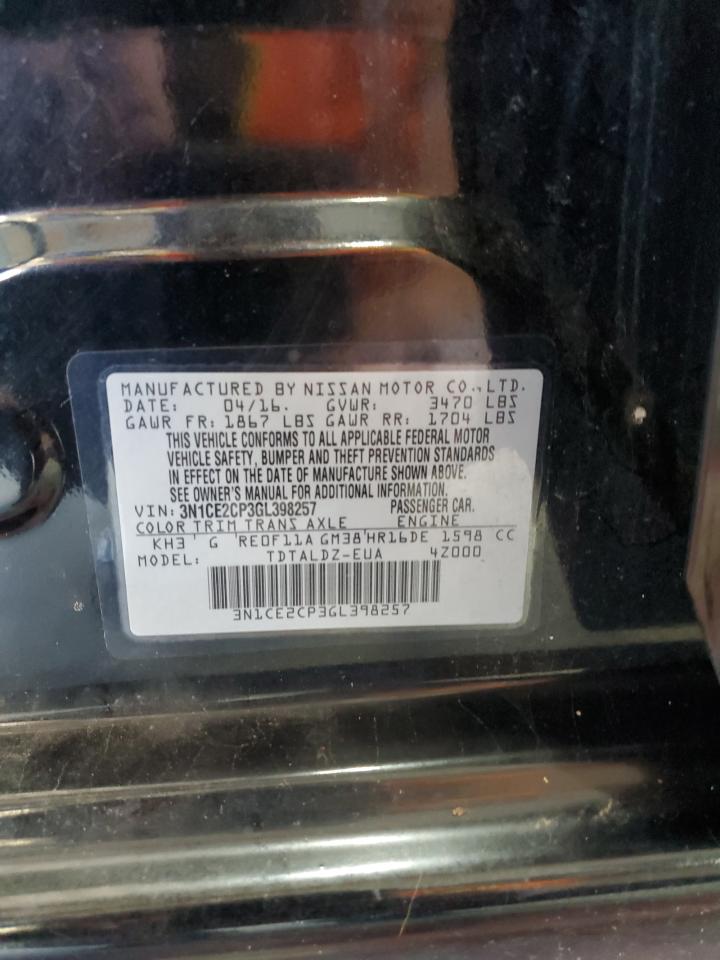 MANUFACTURED BY NISSAN MOTOR CO., LTD.
DATE: 04/16. GVWR: 3470 LBS
GAWR FR: 1867 LBS GAWR RR: 1704 LBS
THIS VEHICLE CONFORMS TO ALL APPLICABLE FEDERAL MOTOR
VEHICLE SAFETY, BUMPER AND THEFT PREVENTION STANDARDS
IN EFFECT ON THE DATE OF MANUFACTURE SHOWN ABOVE.
SEE OWNER'S MANUAL FOR ADDITIONAL INFORMATION.
VIN: 3N1CE2CP3GL398257 PASSENGER CAR.
COLOR TRIM TRANS AXLE ENGINE
KH3 ' G 'RE0F11A GM38'HR16DE 1598 CC
MODEL: TDTALDZ-EUA 4Z000
3N1CE2CP3GL398257